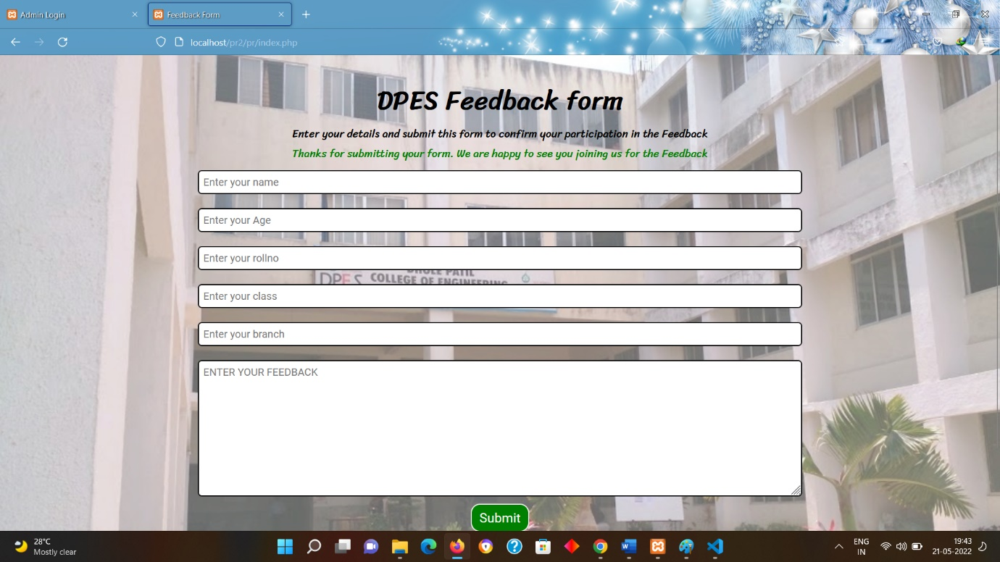 Admin Login
Feedback Form
localhost/pr2/pr/index.php
DPES Feedback form
Enter your details and submit this form to confirm your participation in the Feedback
Thanks for submitting your form. We are happy to see you joining us for the Feedback
Enter your name
Enter your Age
Enter your rollno
DHOLE PATIL
DPES COLLEGE OF ENGINEERING
Enter your class
Enter your branch
ENTER YOUR FEEDBACK
Submit
28°C
Mostly clear
ENG
IN
19:43
21-05-2022